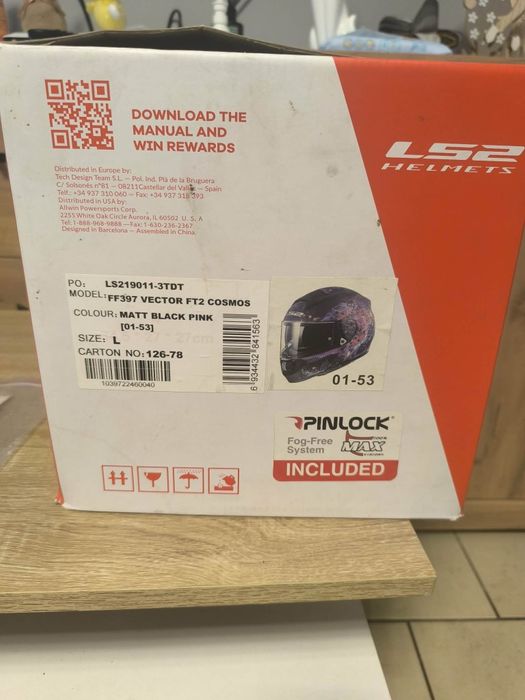 DOWNLOAD THE
MANUAL AND
WIN REWARDS
LS2
HELMETS
Distributed in Europe by:
Tech Design Team S.L. – Pol. Ind. Plà de la Bruguera
C/ Solsonès nº81 – 08211Castellar del Vallès – Spain
Telf: +34 937 310 060 – Fax: +34 937 318 393
Distributed in USA by:
Allwin Powersports Corp.
2255 White Oak Circle Aurora, IL 60502 U. S. A
Tel: 1-888-968-9888 – Fax: 1-630-236-2367
Designed in Barcelona – Assembled in China
PO: LS219011-3TDT
MODEL: FF397 VECTOR FT2 COSMOS
COLOUR: MATT BLACK PINK
[01-53]
SIZE: L
CARTON NO: 126-78
1039722460040
6 934432 841563
01-53
PINLOCK
Fog-Free
System
MAX
INCLUDED